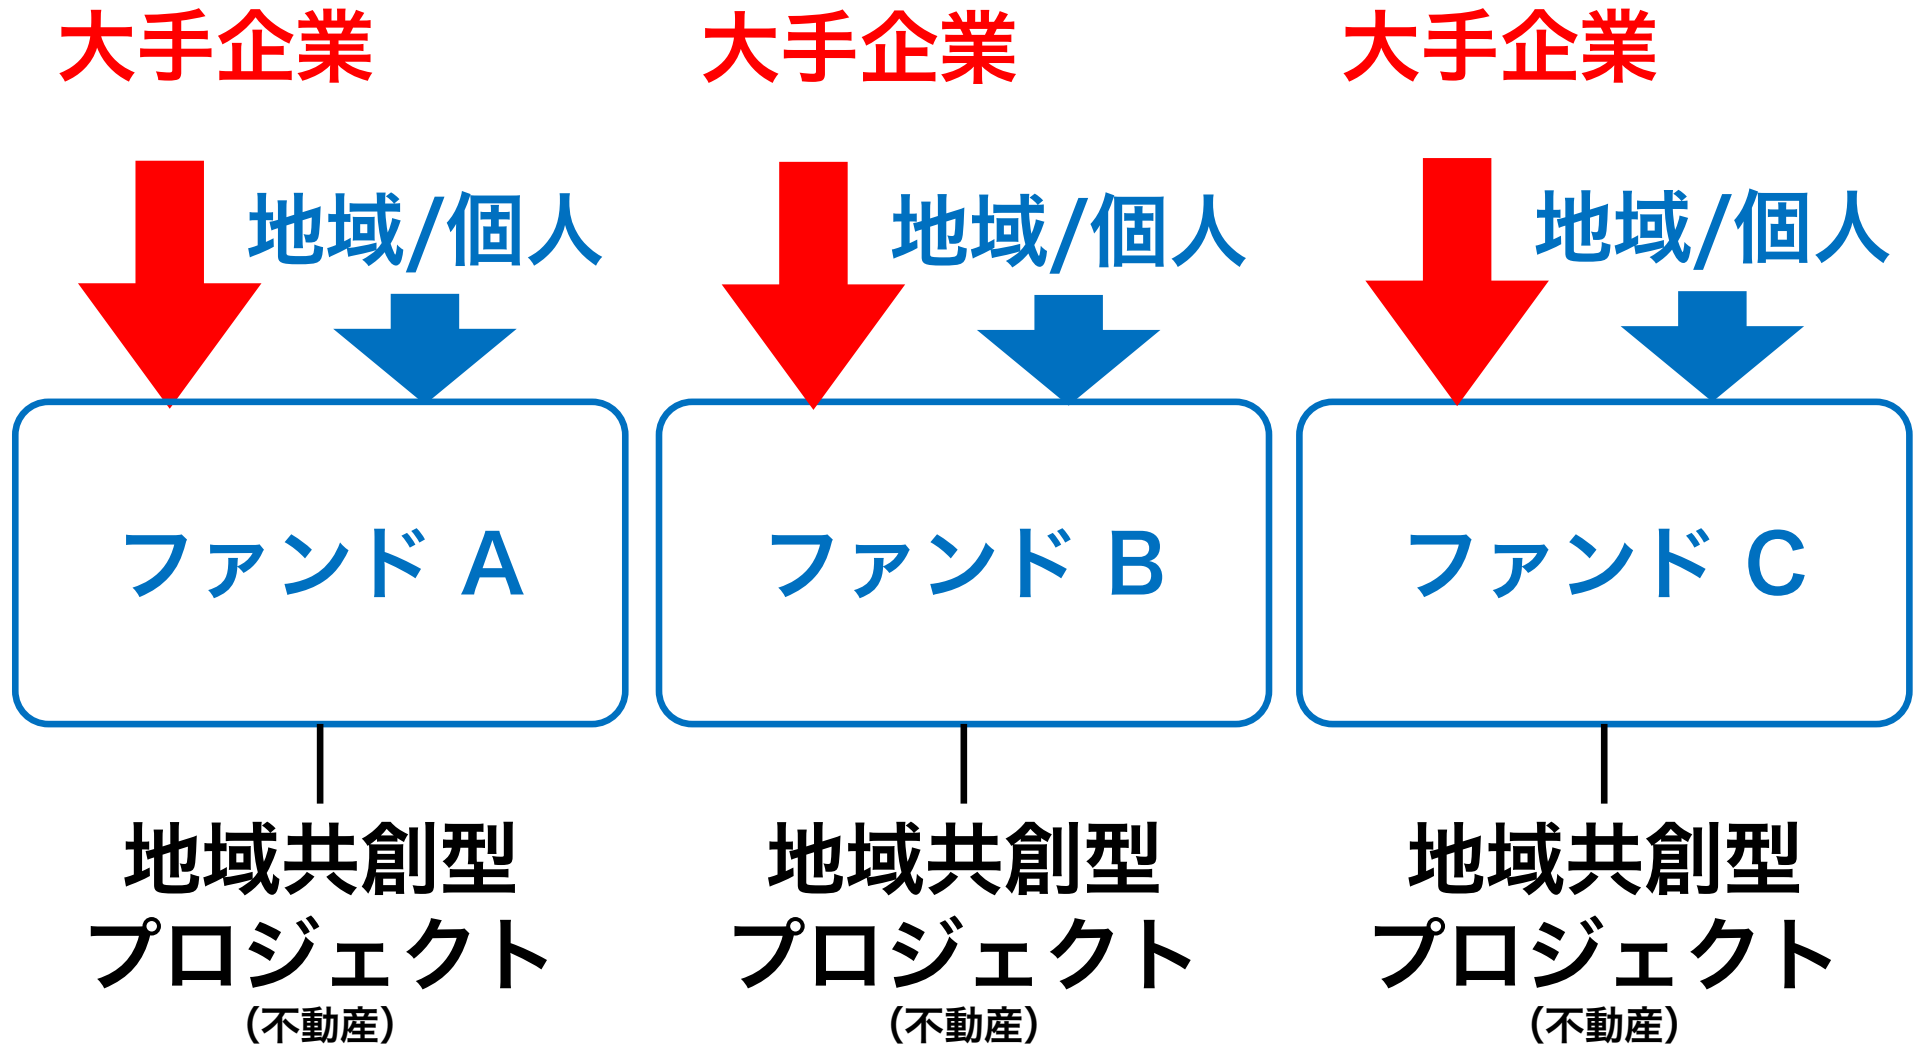 大手企業
大手企業
大手企業
地域/個人
地域/個人
地域/個人
ファンド A
ファンド B
ファンド C
地域共創型
プロジェクト
（不動産）
地域共創型
プロジェクト
（不動産）
地域共創型
プロジェクト
（不動産）